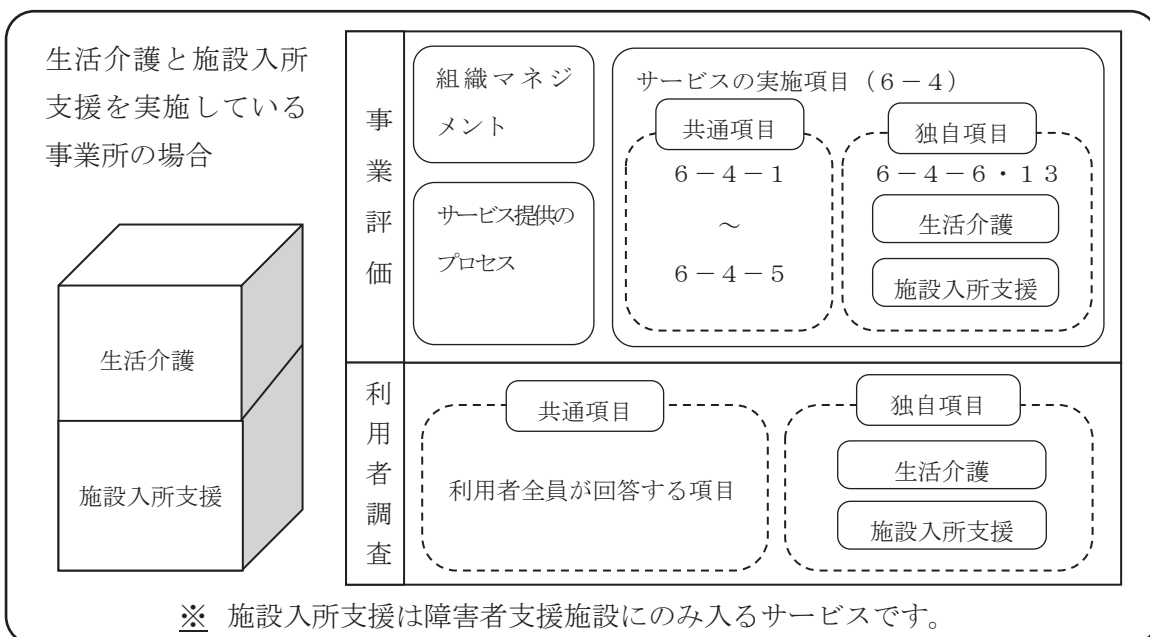 生活介護と施設入所
支援を実施している
事業所の場合
生活介護
施設入所支援
事業評価
組織マネジ
メント
サービス提供の
プロセス
サービスの実施項目（6－4）
共通項目
6－4－1
～
6－4－5
独自項目
6－4－6・13
生活介護
施設入所支援
利用者調査
共通項目
利用者全員が回答する項目
独自項目
生活介護
施設入所支援
※ 施設入所支援は障害者支援施設にのみ入るサービスです。